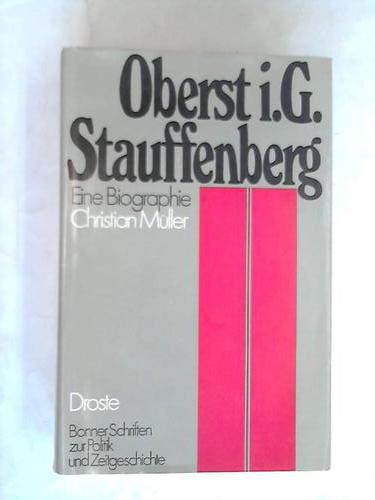 Oberst i.G.
Stauffenberg
Eine Biographie
Christian Müller
Droste
Bonner Schriften
zur Politik
und Zeitgeschichte